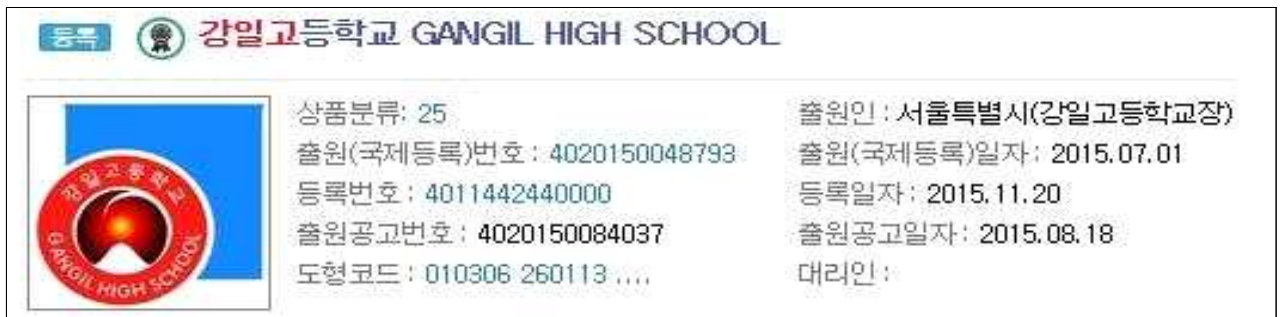 등록 강일고등학교 GANGIL HIGH SCHOOL
강일고등학교
GANGIL HIGH SCHOOL
상품분류: 25
출원인 : 서울특별시(강일고등학교장)
출원(국제등록)번호 : 4020150048793
출원(국제등록)일자 : 2015.07.01
등록번호 : 4011442440000
등록일자 : 2015.11.20
출원공고번호 : 4020150084037
출원공고일자 : 2015.08.18
도형코드 : 010306 260113 ....
대리인 :